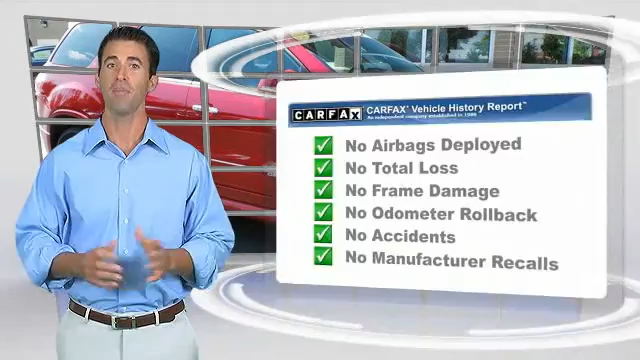 CARFAX CARFAX™ Vehicle History Report™
An independent company established in 1986
No Airbags Deployed
No Total Loss
No Frame Damage
No Odometer Rollback
No Accidents
No Manufacturer Recalls